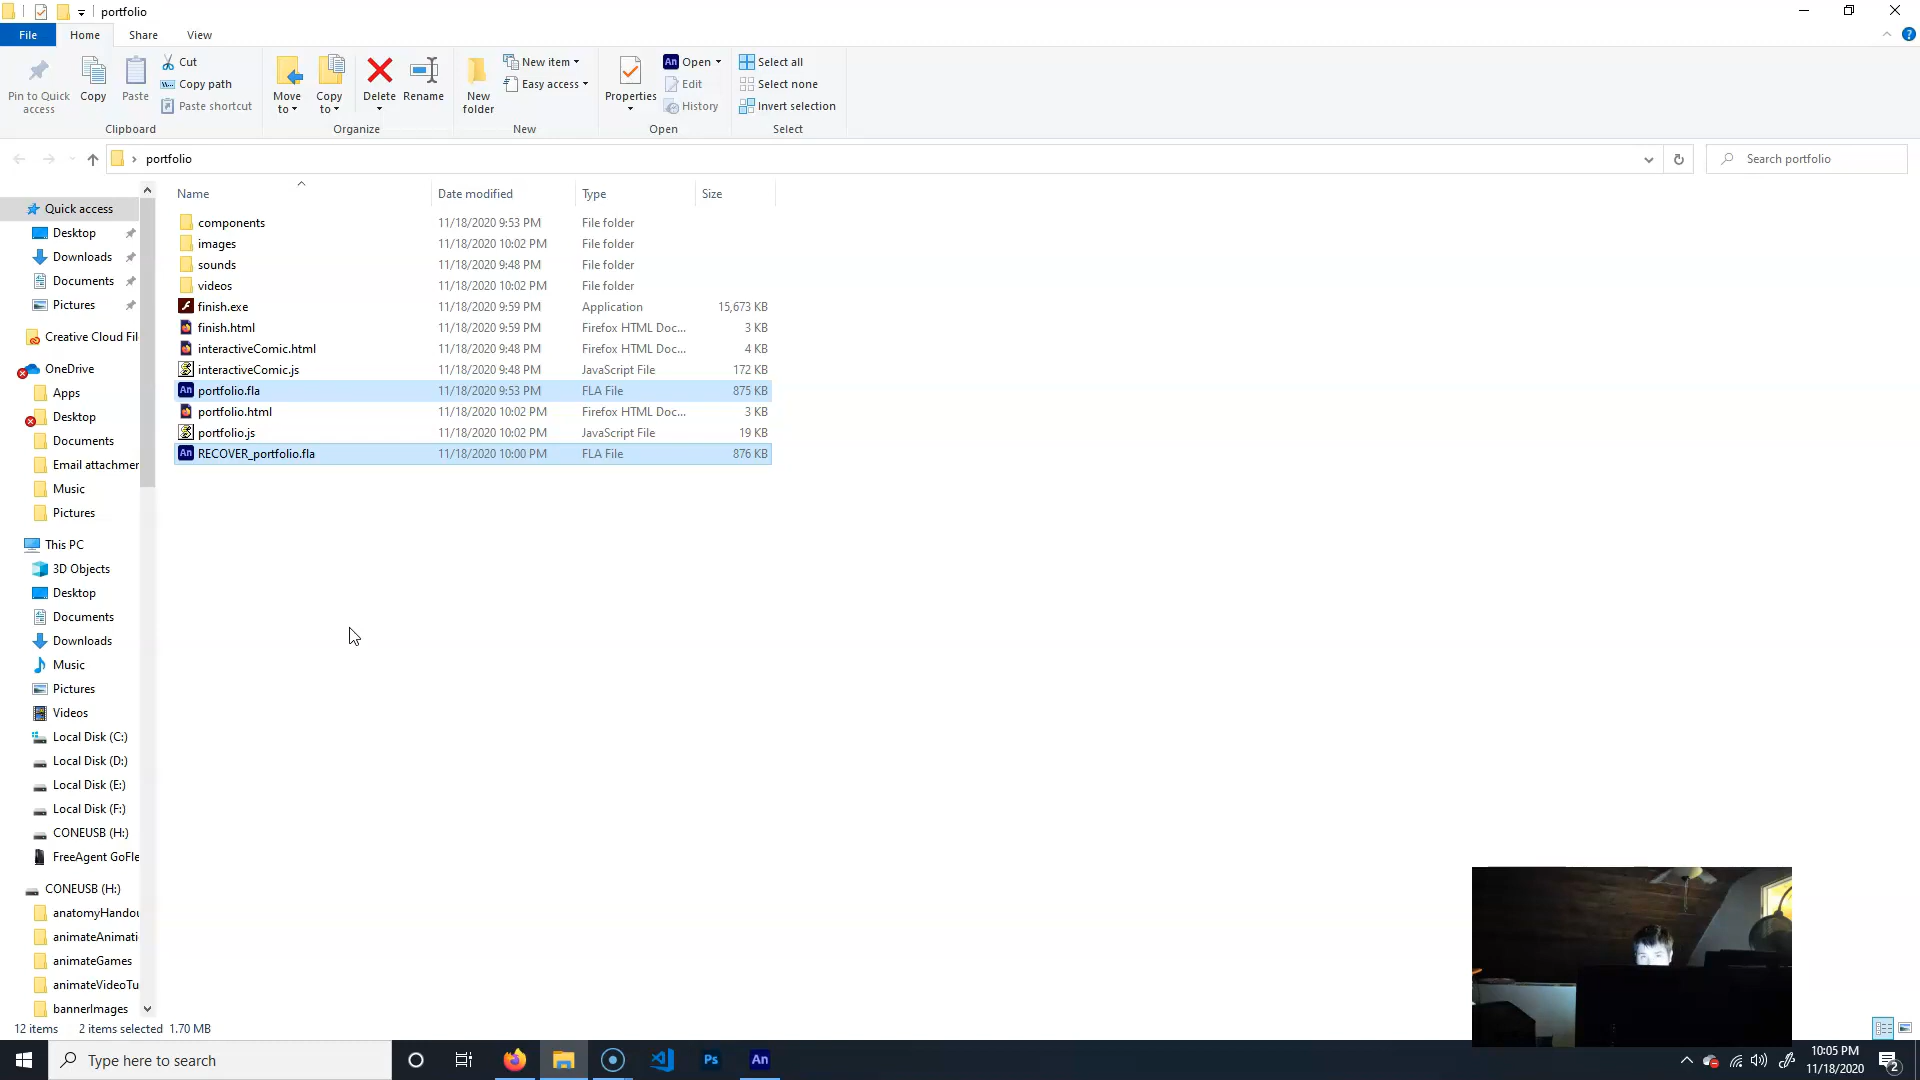 portfolio
File Home Share View
Pin to Quick access
Copy
Paste
Cut
Copy path
Paste shortcut
Clipboard
Move to
Copy to
Delete
Rename
Organize
New folder
New item
Easy access
New
Properties
Open
Edit
History
Open
Select all
Select none
Invert selection
Select
portfolio
Search portfolio
Name Date modified Type Size
components 11/18/2020 9:53 PM File folder
images 11/18/2020 10:02 PM File folder
sounds 11/18/2020 9:48 PM File folder
videos 11/18/2020 10:02 PM File folder
finish.exe 11/18/2020 9:59 PM Application 15,673 KB
finish.html 11/18/2020 9:59 PM Firefox HTML Doc... 3 KB
interactiveComic.html 11/18/2020 9:48 PM Firefox HTML Doc... 4 KB
interactiveComic.js 11/18/2020 9:48 PM JavaScript File 172 KB
An portfolio.fla 11/18/2020 9:53 PM FLA File 875 KB
portfolio.html 11/18/2020 10:02 PM Firefox HTML Doc... 3 KB
portfolio.js 11/18/2020 10:02 PM JavaScript File 19 KB
An RECOVER_portfolio.fla 11/18/2020 10:00 PM FLA File 876 KB
Quick access
Desktop
Downloads
Documents
Pictures
Creative Cloud Fil
OneDrive
Apps
Desktop
Documents
Email attachmer
Music
Pictures
This PC
3D Objects
Desktop
Documents
Downloads
Music
Pictures
Videos
Local Disk (C:)
Local Disk (D:)
Local Disk (E:)
Local Disk (F:)
CONEUSB (H:)
FreeAgent GoFle
CONEUSB (H:)
anatomyHandou
animateAnimati
animateGames
animateVideoTu
bannerImages
12 items 2 items selected 1.70 MB
Type here to search
Ps An
10:05 PM
11/18/2020
2